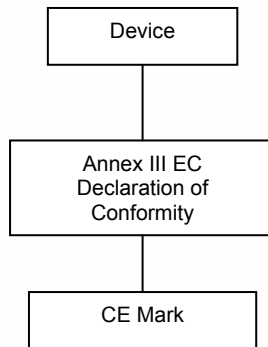 Device
Annex III EC
Declaration of
Conformity
CE Mark